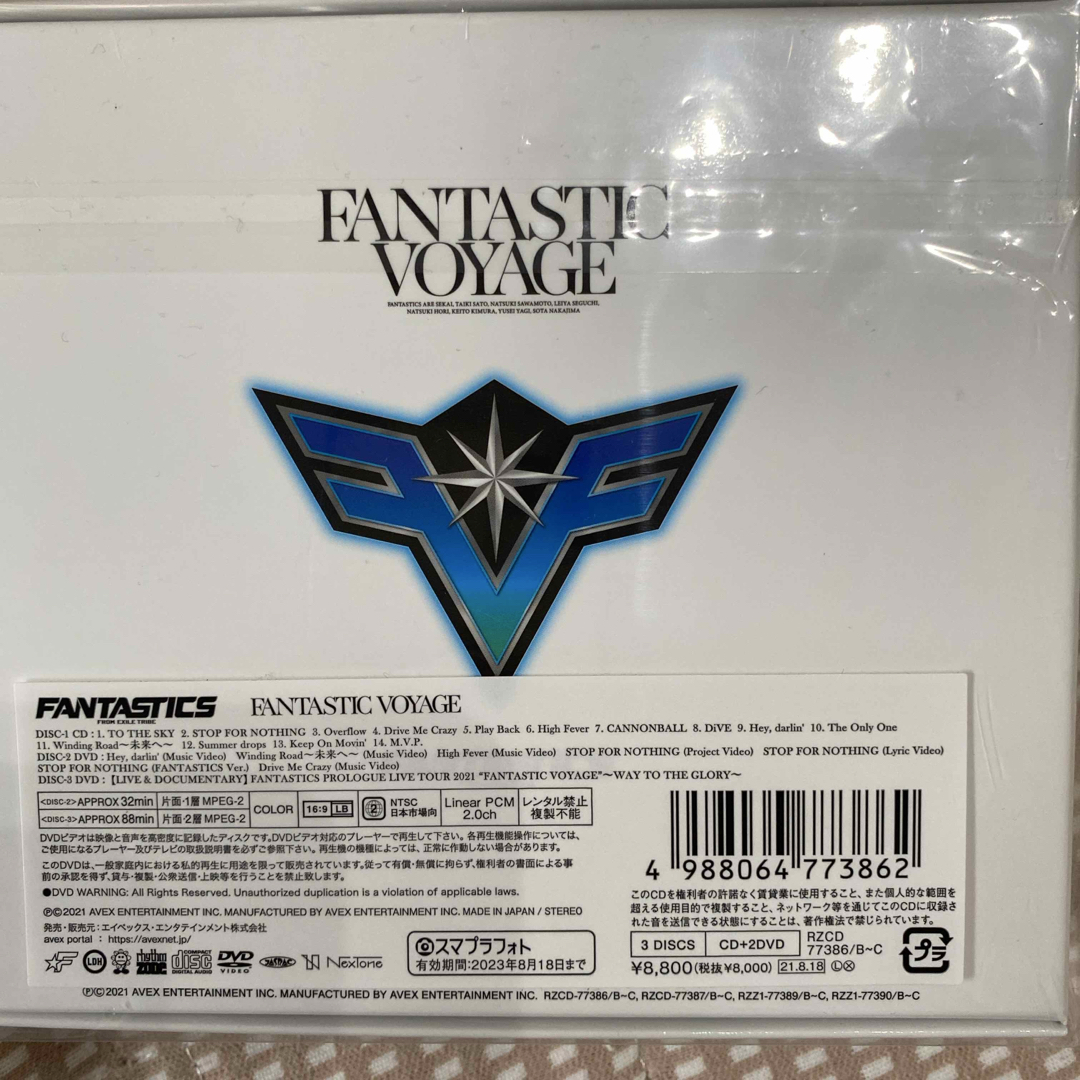 FANTASTIC
VOYAGE
FANTASTICS ARE SEKAI, TAIKI SATO, NATSUKI SAWAMOTO, LEIYA SEGUCHI,
NATSUKI HORI, KEITO KIMURA, YUSEI YAGI, SOTA NAKAJIMA
FANTASTICS FANTASTIC VOYAGE
FROM EXILE TRIBE
DISC-1 CD : 1. TO THE SKY 2. STOP FOR NOTHING 3. Overflow 4. Drive Me Crazy 5. Play Back 6. High Fever 7. CANNONBALL 8. DiVE 9. Hey, darlin' 10. The Only One
11. Winding Road～未来へ～ 12. Summer drops 13. Keep On Movin' 14. M.V.P.
DISC-2 DVD : Hey, darlin' (Music Video) Winding Road～未来へ～ (Music Video) High Fever (Music Video) STOP FOR NOTHING (Project Video) STOP FOR NOTHING (Lyric Video)
STOP FOR NOTHING (FANTASTICS Ver.) Drive Me Crazy (Music Video)
DISC-3 DVD : 【LIVE & DOCUMENTARY】 FANTASTICS PROLOGUE LIVE TOUR 2021 "FANTASTIC VOYAGE"～WAY TO THE GLORY～
<DISC-2>APPROX 32min 片面・1層 MPEG-2
<DISC-3>APPROX 88min 片面・2層 MPEG-2
COLOR
16:9 LB
2 NTSC
日本市場向
Linear PCM
2.0ch
レンタル禁止
複製不能
DVDビデオは映像と音声を高密度に記録したディスクです。DVDビデオ対応のプレーヤーで再生して下さい。各再生機能操作については、
ご使用になるプレーヤー及びテレビの取扱説明書を必ずご参照下さい。再生機の機種によっては、正常に動作しない場合があります。
このDVDは、一般家庭内における私的再生に用途を限って販売されています。従って有償・無償に拘らず、権利者の書面による事
前の承認を得ず、貸与・複製・公衆送信・上映等を行うことを禁止致します。
●DVD WARNING: All Rights Reserved. Unauthorized duplication is a violation of applicable laws.
℗©2021 AVEX ENTERTAINMENT INC. MANUFACTURED BY AVEX ENTERTAINMENT INC. MADE IN JAPAN / STEREO
発売・販売元：エイベックス・エンタテインメント株式会社
avex portal : https://avexnet.jp/
LDH rhythm zone COMPACT disc DIGITAL AUDIO DVD VIDEO JASRAC NexTone
スマプラフォト
有効期限：2023年8月18日まで
4 988064 773862
このCDを権利者の許諾なく賃貸業に使用すること、また個人的な範囲を
超える使用目的で複製すること、ネットワーク等を通じてこのCDに収録さ
れた音を送信できる状態にすることは、著作権法で禁じられています。
3 DISCS CD+2DVD RZCD
77386/B~C
¥8,800(税抜¥8,000) 21.8.18 Ⓛ Ⓧ
プラ
℗©2021 AVEX ENTERTAINMENT INC. MANUFACTURED BY AVEX ENTERTAINMENT INC. RZCD-77386/B~C, RZCD-77387/B~C, RZZ1-77389/B~C, RZZ1-77390/B~C